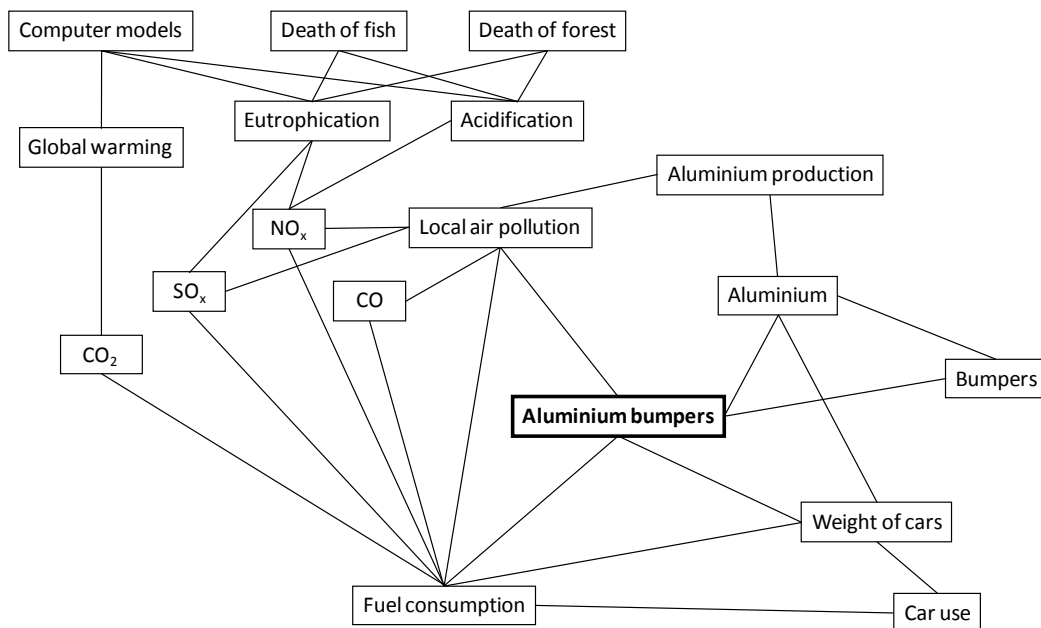 Computer models
Death of fish
Death of forest
Eutrophication
Acidification
Global warming
Aluminium production
NOₓ
Local air pollution
SOₓ
CO
Aluminium
CO₂
Bumpers
Aluminium bumpers
Weight of cars
Fuel consumption
Car use